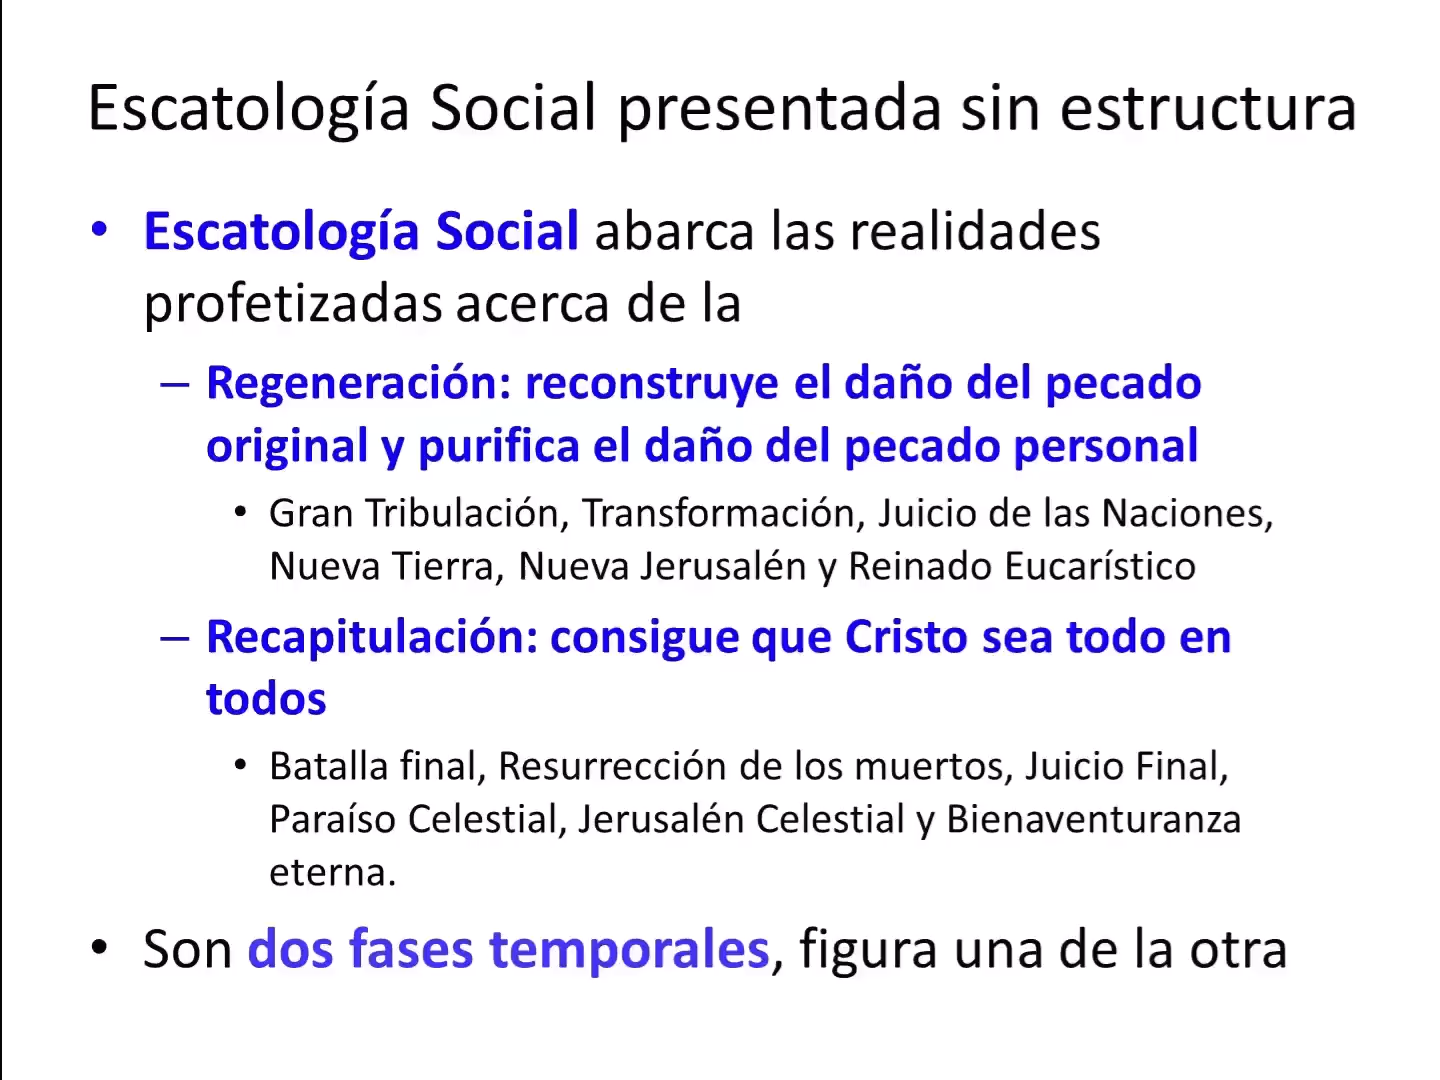 Escatología Social presentada sin estructura
• Escatología Social abarca las realidades
profetizadas acerca de la
– Regeneración: reconstruye el daño del pecado
original y purifica el daño del pecado personal
• Gran Tribulación, Transformación, Juicio de las Naciones,
Nueva Tierra, Nueva Jerusalén y Reinado Eucarístico
– Recapitulación: consigue que Cristo sea todo en
todos
• Batalla final, Resurrección de los muertos, Juicio Final,
Paraíso Celestial, Jerusalén Celestial y Bienaventuranza
eterna.
• Son dos fases temporales, figura una de la otra